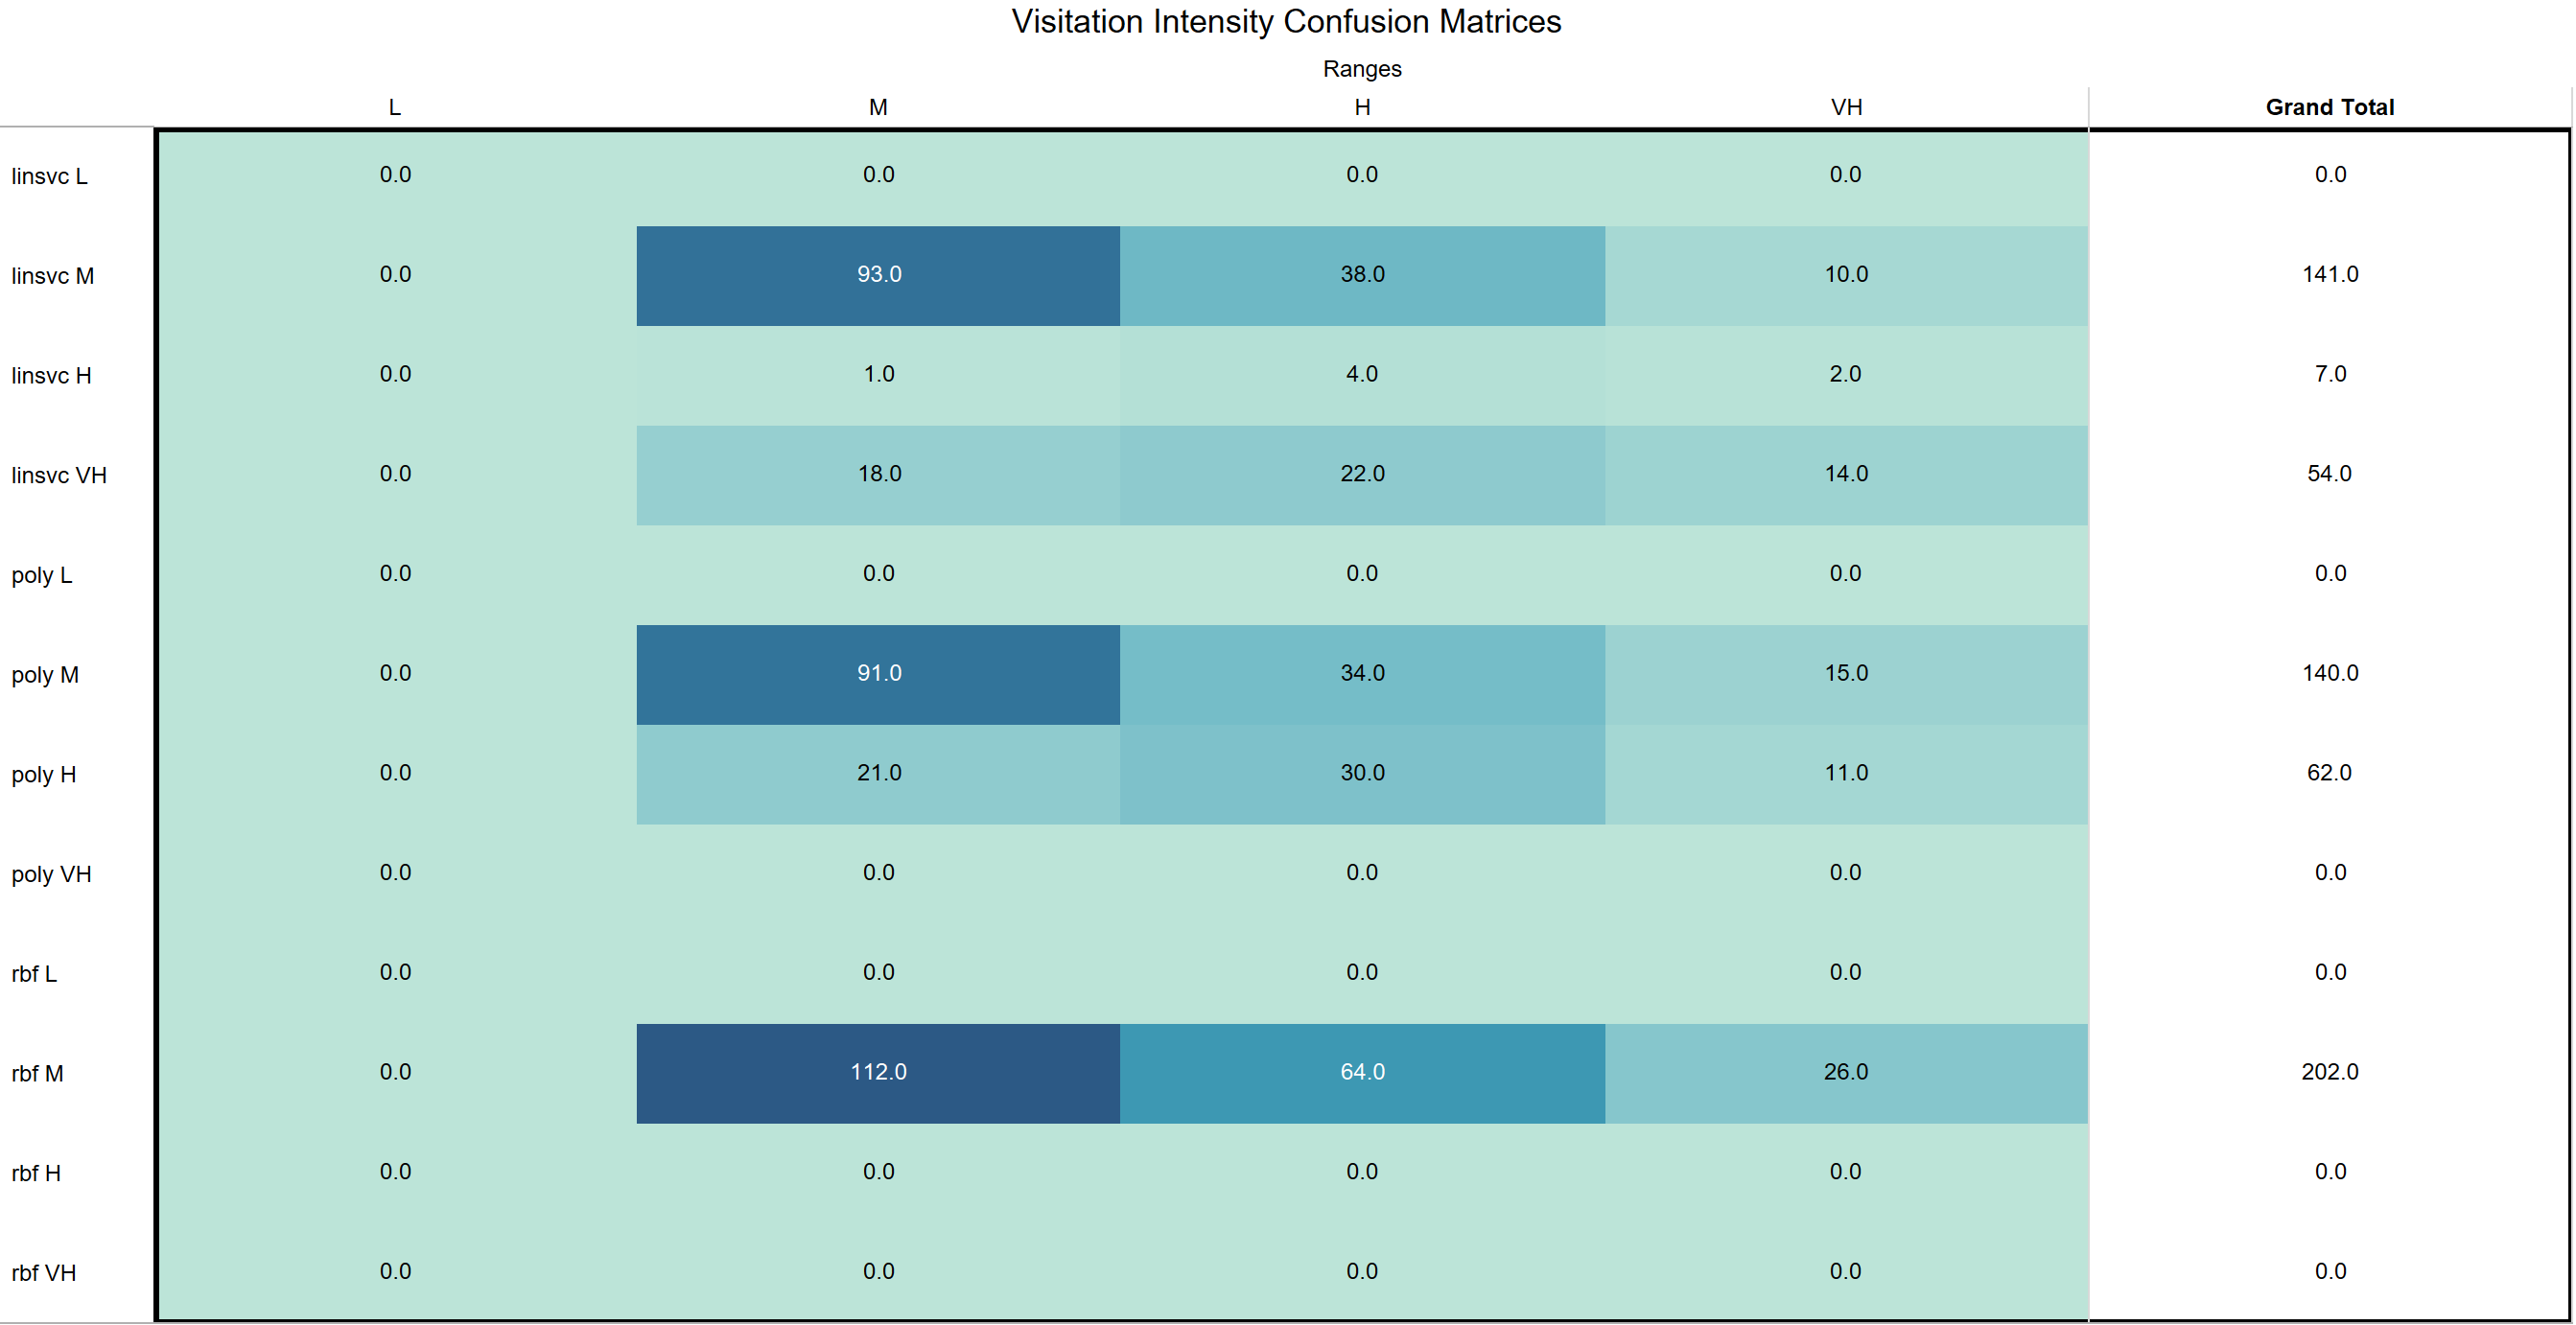 Visitation Intensity Confusion Matrices
Ranges
L M H VH Grand Total
linsvc L 0.0 0.0 0.0 0.0 0.0
linsvc M 0.0 93.0 38.0 10.0 141.0
linsvc H 0.0 1.0 4.0 2.0 7.0
linsvc VH 0.0 18.0 22.0 14.0 54.0
poly L 0.0 0.0 0.0 0.0 0.0
poly M 0.0 91.0 34.0 15.0 140.0
poly H 0.0 21.0 30.0 11.0 62.0
poly VH 0.0 0.0 0.0 0.0 0.0
rbf L 0.0 0.0 0.0 0.0 0.0
rbf M 0.0 112.0 64.0 26.0 202.0
rbf H 0.0 0.0 0.0 0.0 0.0
rbf VH 0.0 0.0 0.0 0.0 0.0